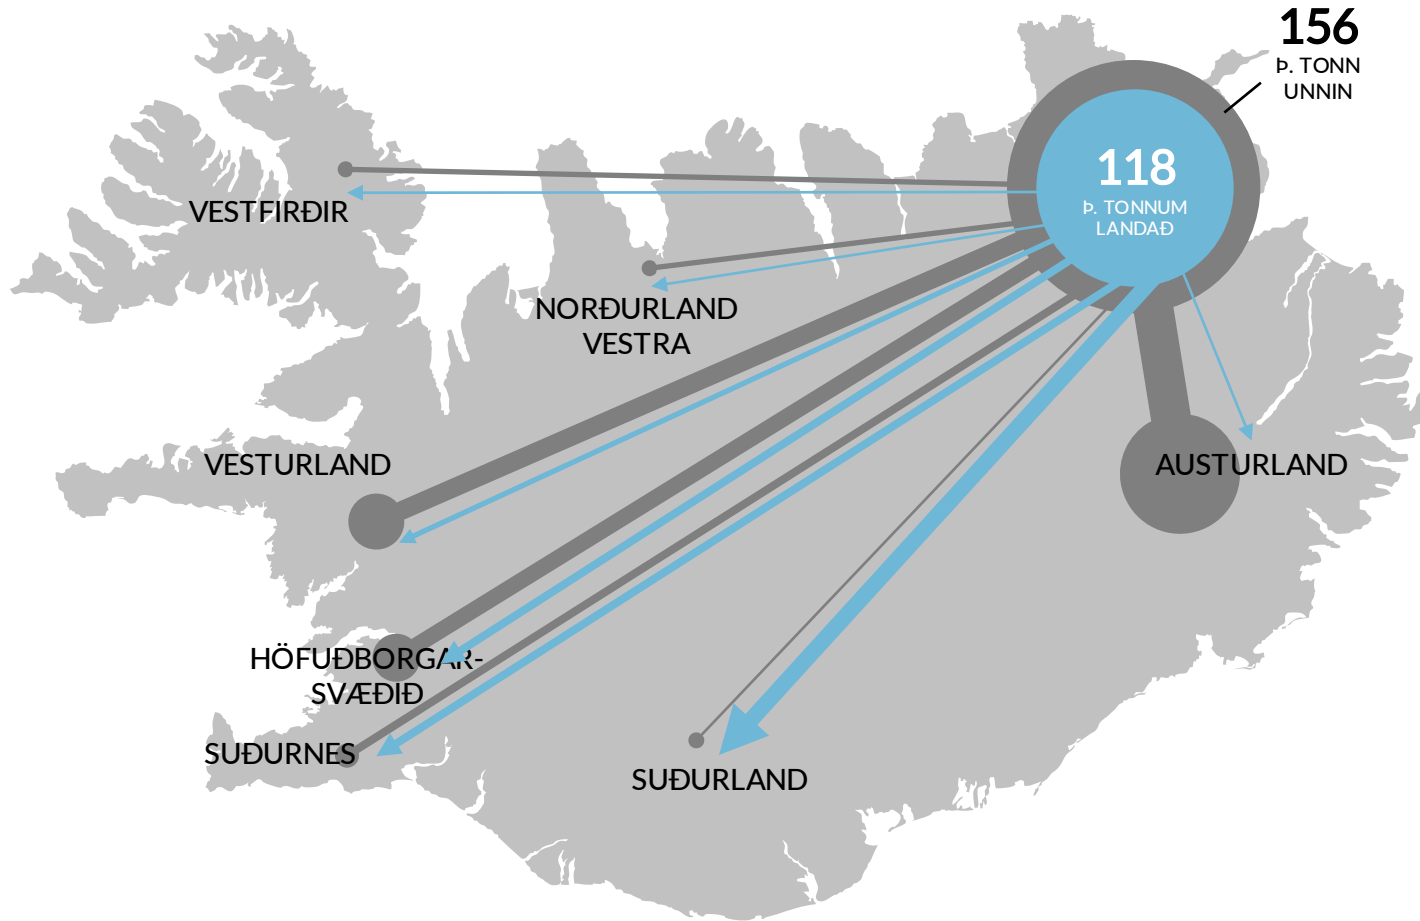 156
Þ. TONN
UNNIN
118
Þ. TONNUM
LANDAÐ
VESTFIRÐIR
NORÐURLAND
VESTRA
VESTURLAND
AUSTURLAND
HÖFUÐBORGAR-
SVÆÐIÐ
SUÐURNES
SUÐURLAND